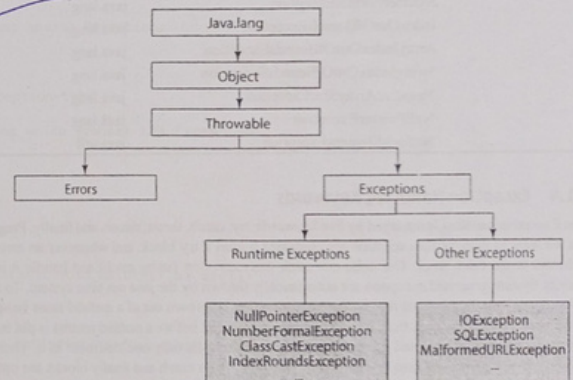 Java.lang
Object
Throwable
Errors
Exceptions
Runtime Exceptions
Other Exceptions
NullPointerException
NumberFormalException
ClassCastException
IndexRoundsException
...
IOException
SQLException
MalformedURLException
...